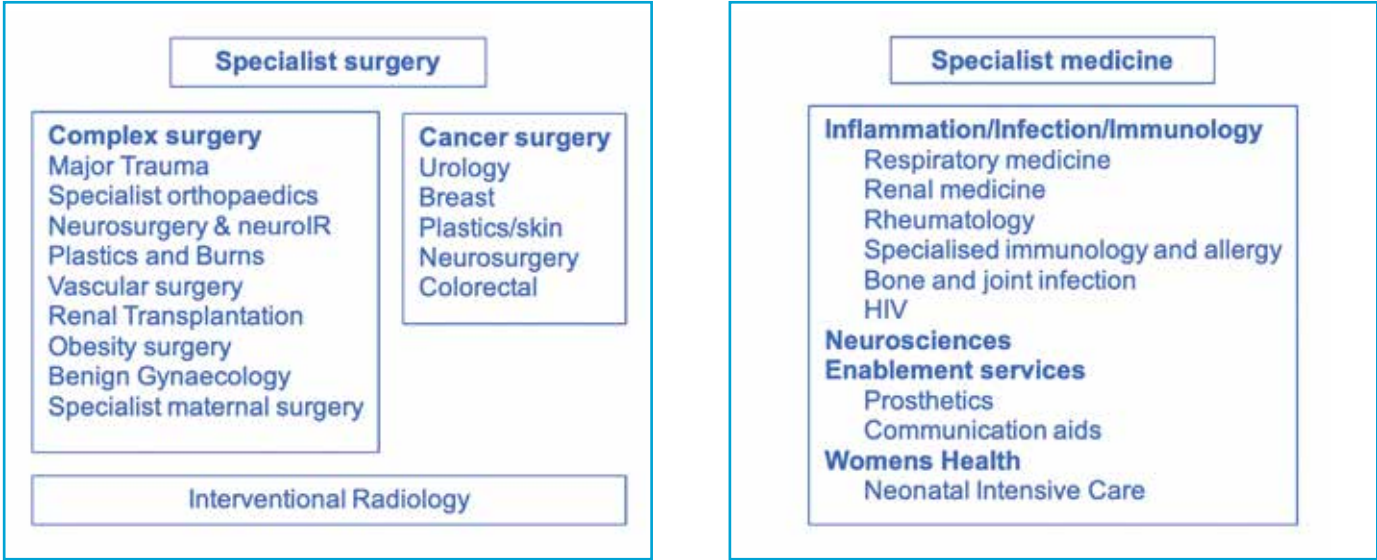 Specialist surgery
Complex surgery
Major Trauma
Specialist orthopaedics
Neurosurgery & neuroIR
Plastics and Burns
Vascular surgery
Renal Transplantation
Obesity surgery
Benign Gynaecology
Specialist maternal surgery
Cancer surgery
Urology
Breast
Plastics/skin
Neurosurgery
Colorectal
Interventional Radiology
Specialist medicine
Inflammation/Infection/Immunology
Respiratory medicine
Renal medicine
Rheumatology
Specialised immunology and allergy
Bone and joint infection
HIV
Neurosciences
Enablement services
Prosthetics
Communication aids
Womens Health
Neonatal Intensive Care